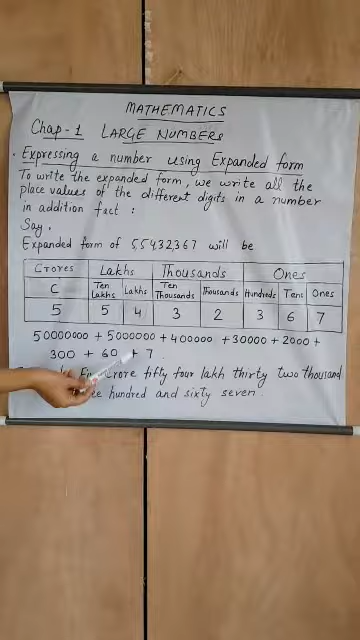 MATHEMATICS
Chap-1 LARGE NUMBERS
. Expressing a number using Expanded form
To write the expanded form, we write all the
place values of the different digits in a number
in addition fact :
Say,
Expanded form of 5,5432367 will be
Crores Lakhs Thousands Ones
C Ten Lakhs Lakhs Ten Thousands Thousands Hundreds Tens Ones
5 5 4 3 2 3 6 7
50000000 + 5000000 + 400000 + 30000 + 2000 +
300 + 60 + 7.
Crore fifty four lakh thirty two thousand
hundred and sixty seven.